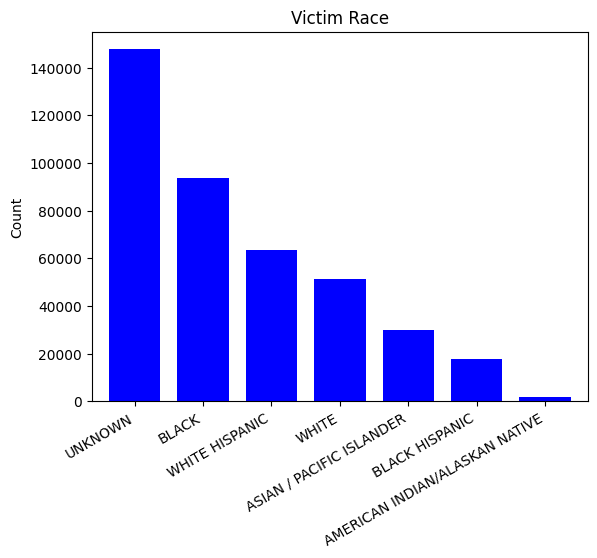 Victim Race
Count
140000
120000
100000
80000
60000
40000
20000
0
UNKNOWN
BLACK
WHITE HISPANIC
WHITE
ASIAN / PACIFIC ISLANDER
BLACK HISPANIC
AMERICAN INDIAN/ALASKAN NATIVE